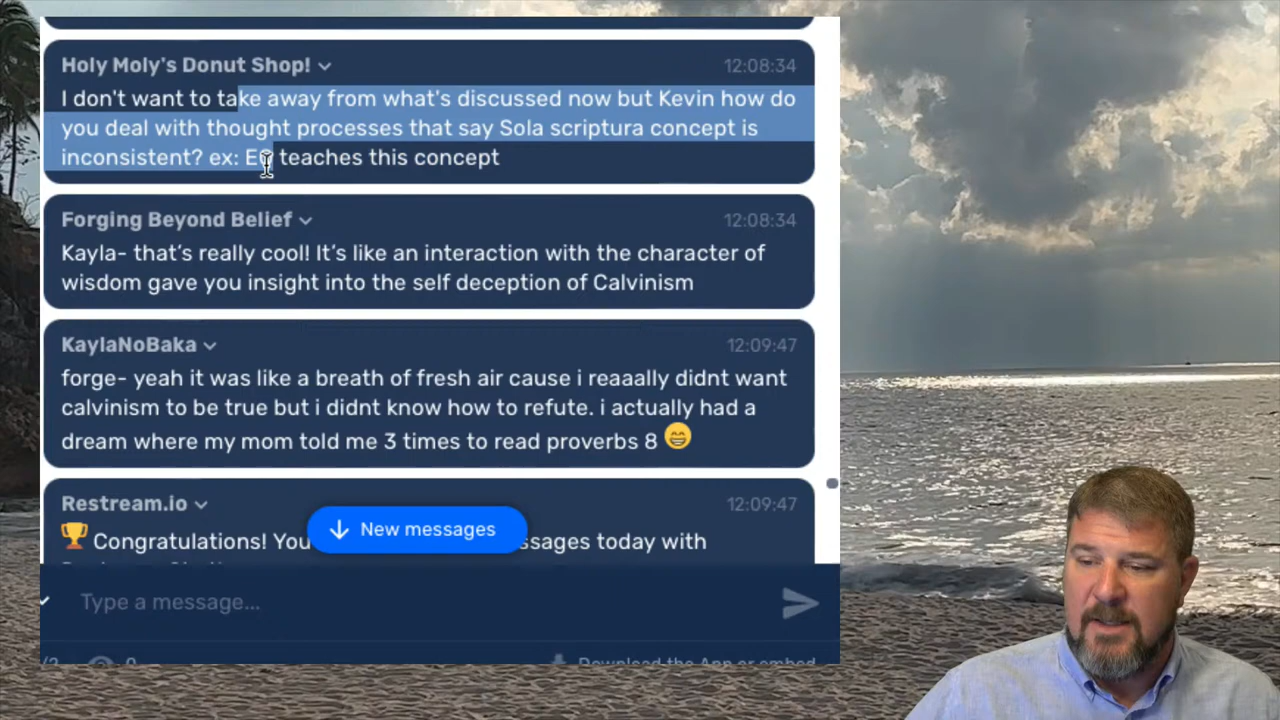 Holy Moly's Donut Shop! 12:08:34
I don't want to take away from what's discussed now but Kevin how do
you deal with thought processes that say Sola scriptura concept is
inconsistent? ex: teaches this concept
Forging Beyond Belief 12:08:34
Kayla- that's really cool! It's like an interaction with the character of
wisdom gave you insight into the self deception of Calvinism
KaylaNoBaka 12:09:47
forge- yeah it was like a breath of fresh air cause i reaaally didnt want
calvinism to be true but i didnt know how to refute. i actually had a
dream where my mom told me 3 times to read proverbs 8 😄
Restream.io 12:09:47
🏆 Congratulations! You ssages today with
New messages
Type a message...
Download the App or embed